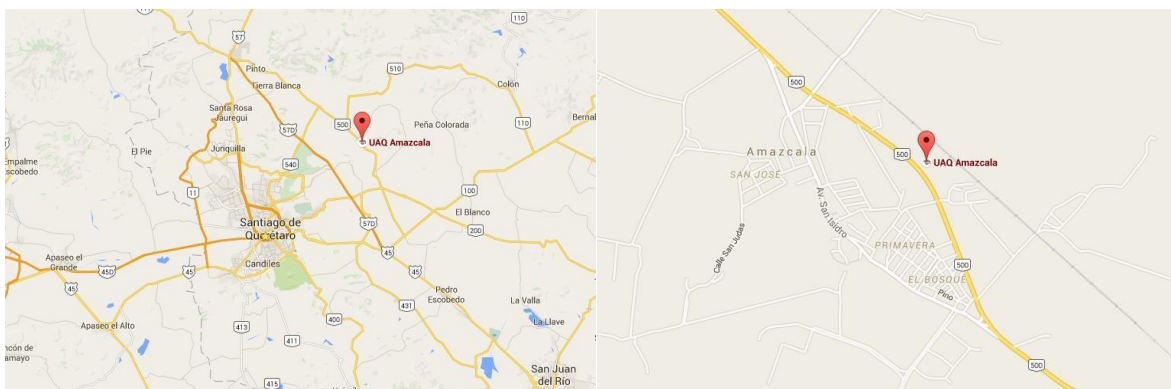 57
110
Pinto
510
Tierra Blanca
Colón
Santa Rosa
Jauregui
500
57D
Peña Colorada
110
Bernal
UAQ Amazcala
Empalme
Escobedo
El Pie
Junquilla
540
11
100
El Blanco
200
Santiago de
Querétaro
57D
45
Apaseo el
Grande
Candiles
450
45
45
Pedro
Escobedo
431
La Valla
Apaseo el Alto
400
413
411
La Llave
415
San Juan
del Río
500
Amazcala
SAN JOSÉ
500
UAQ Amazcala
Av. San Isidro
Calle San Judas
PRIMAVERA
500
EL BOSQUE
Pino
500